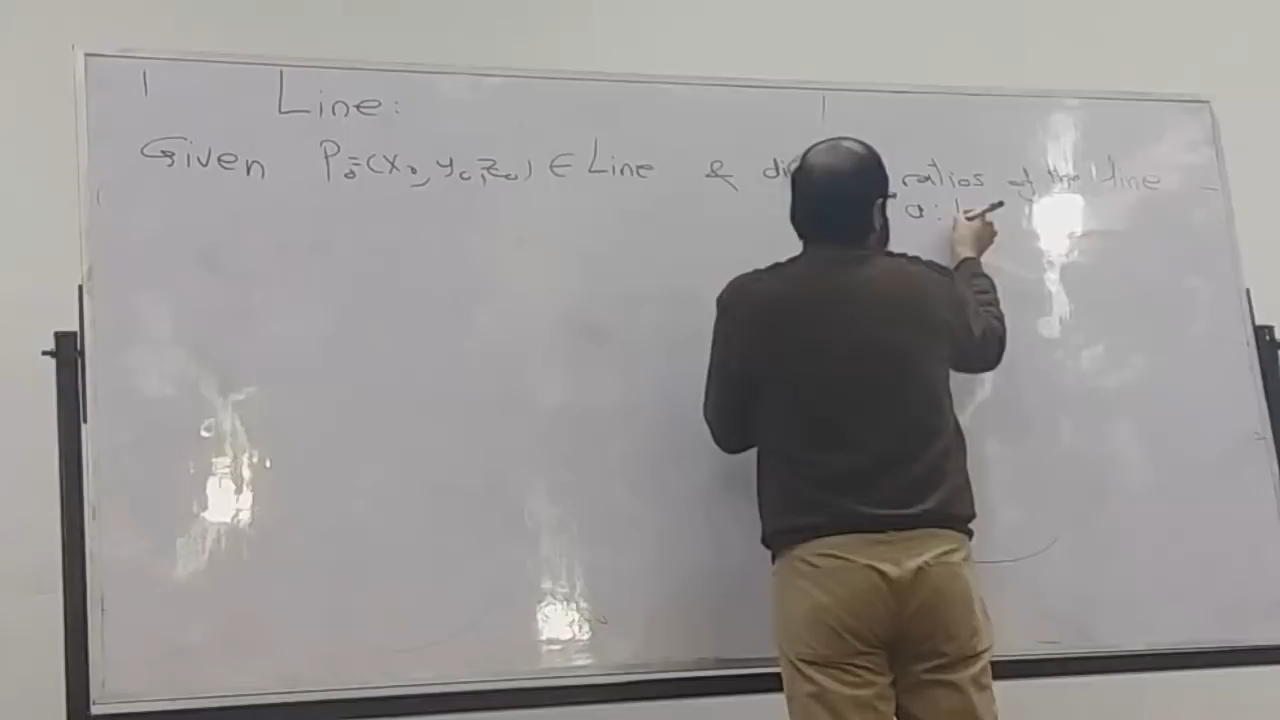 Line:
Given P₀=(x₀, y₀, z₀) ∈ Line & ratios of the line
a: